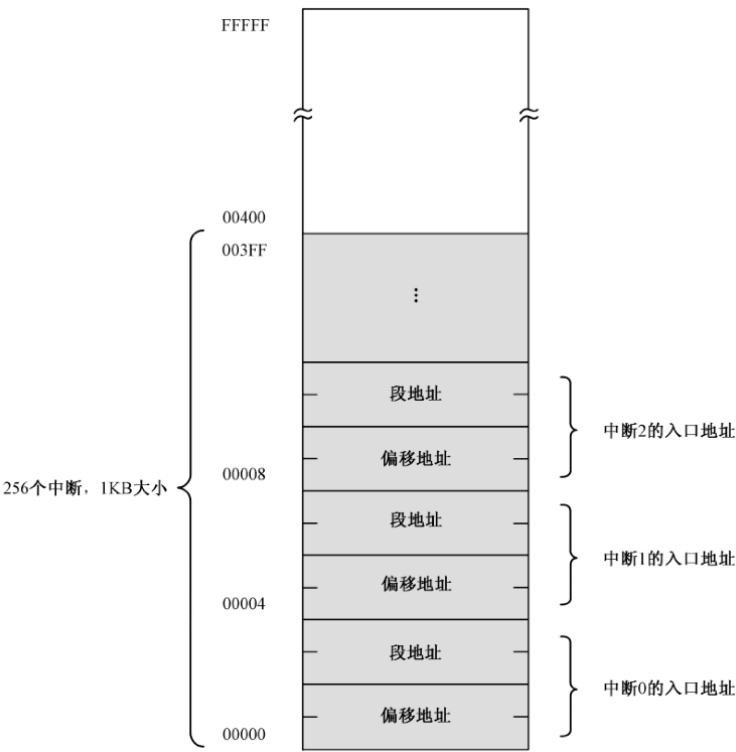 FFFFF
00400
003FF
⋮
段地址
中断2的入口地址
偏移地址
00008
256个中断，1KB大小
段地址
中断1的入口地址
偏移地址
00004
段地址
中断0的入口地址
偏移地址
00000